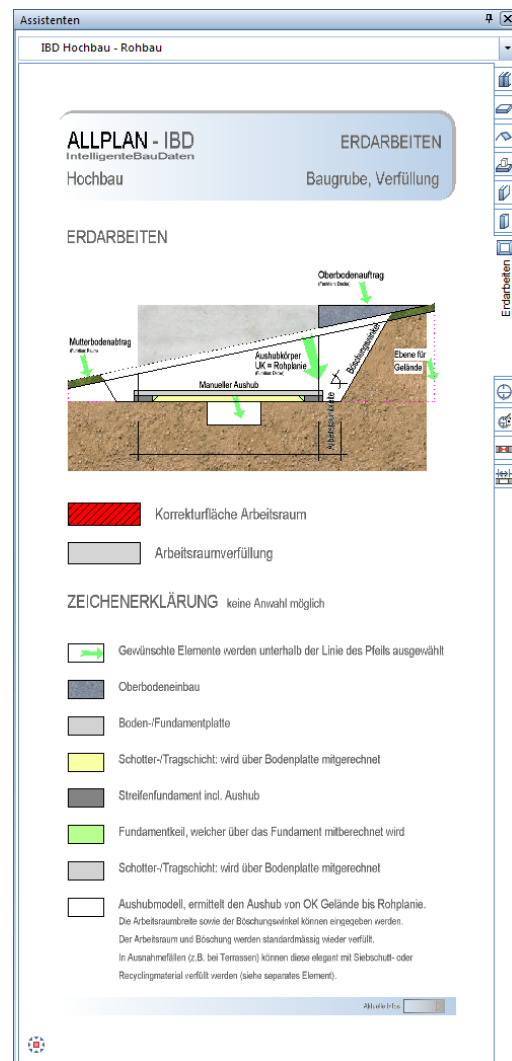 Assistenten
IBD Hochbau - Rohbau
ALLPLAN - IBD
IntelligenteBauDaten
Hochbau
ERDARBEITEN
Baugrube, Verfüllung
Erdarbeiten
ERDARBEITEN
Oberbodenauftrag
Mutterbodenabtrag
Aushubkörper
UK = Rohplanie
Böschungswinkel
Ebene für
Gelände
Manueller Aushub
Arbeitsraumbreite
Korrekturfläche Arbeitsraum
Arbeitsraumverfüllung
ZEICHENERKLÄRUNG keine Anwahl möglich
Gewünschte Elemente werden unterhalb der Linie des Pfeils ausgewählt
Oberbodeneinbau
Boden-/Fundamentplatte
Schotter-/Tragschicht: wird über Bodenplatte mitgerechnet
Streifenfundament incl. Aushub
Fundamentkeil, welcher über das Fundament mitberechnet wird
Schotter-/Tragschicht: wird über Bodenplatte mitgerechnet
Aushubmodell, ermittelt den Aushub von OK Gelände bis Rohplanie.
Die Arbeitsraumbreite sowie der Böschungswinkel können eingegeben werden.
Der Arbeitsraum und Böschung werden standardmässig wieder verfüllt.
In Ausnahmefällen (z.B. bei Terrassen) können diese elegant mit Siebschutt- oder
Recyclingmaterial verfüllt werden (siehe separates Element).
Aktuelle Infos